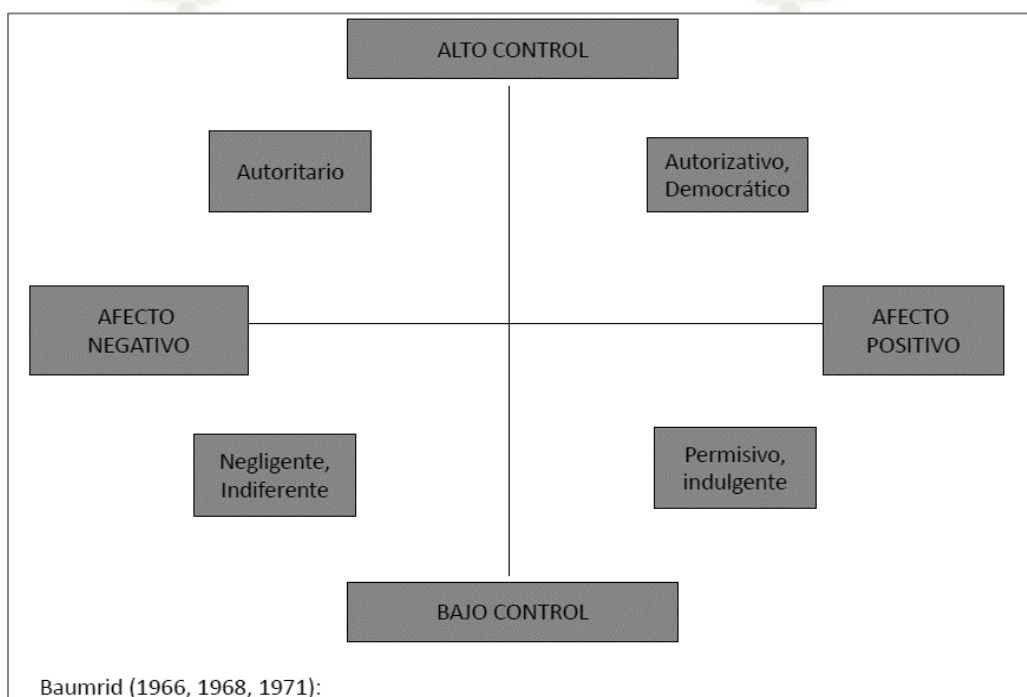 ALTO CONTROL
Autoritario
Autorizativo,
Democrático
AFECTO
NEGATIVO
AFECTO
POSITIVO
Negligente,
Indiferente
Permisivo,
indulgente
BAJO CONTROL
Baumrid (1966, 1968, 1971):